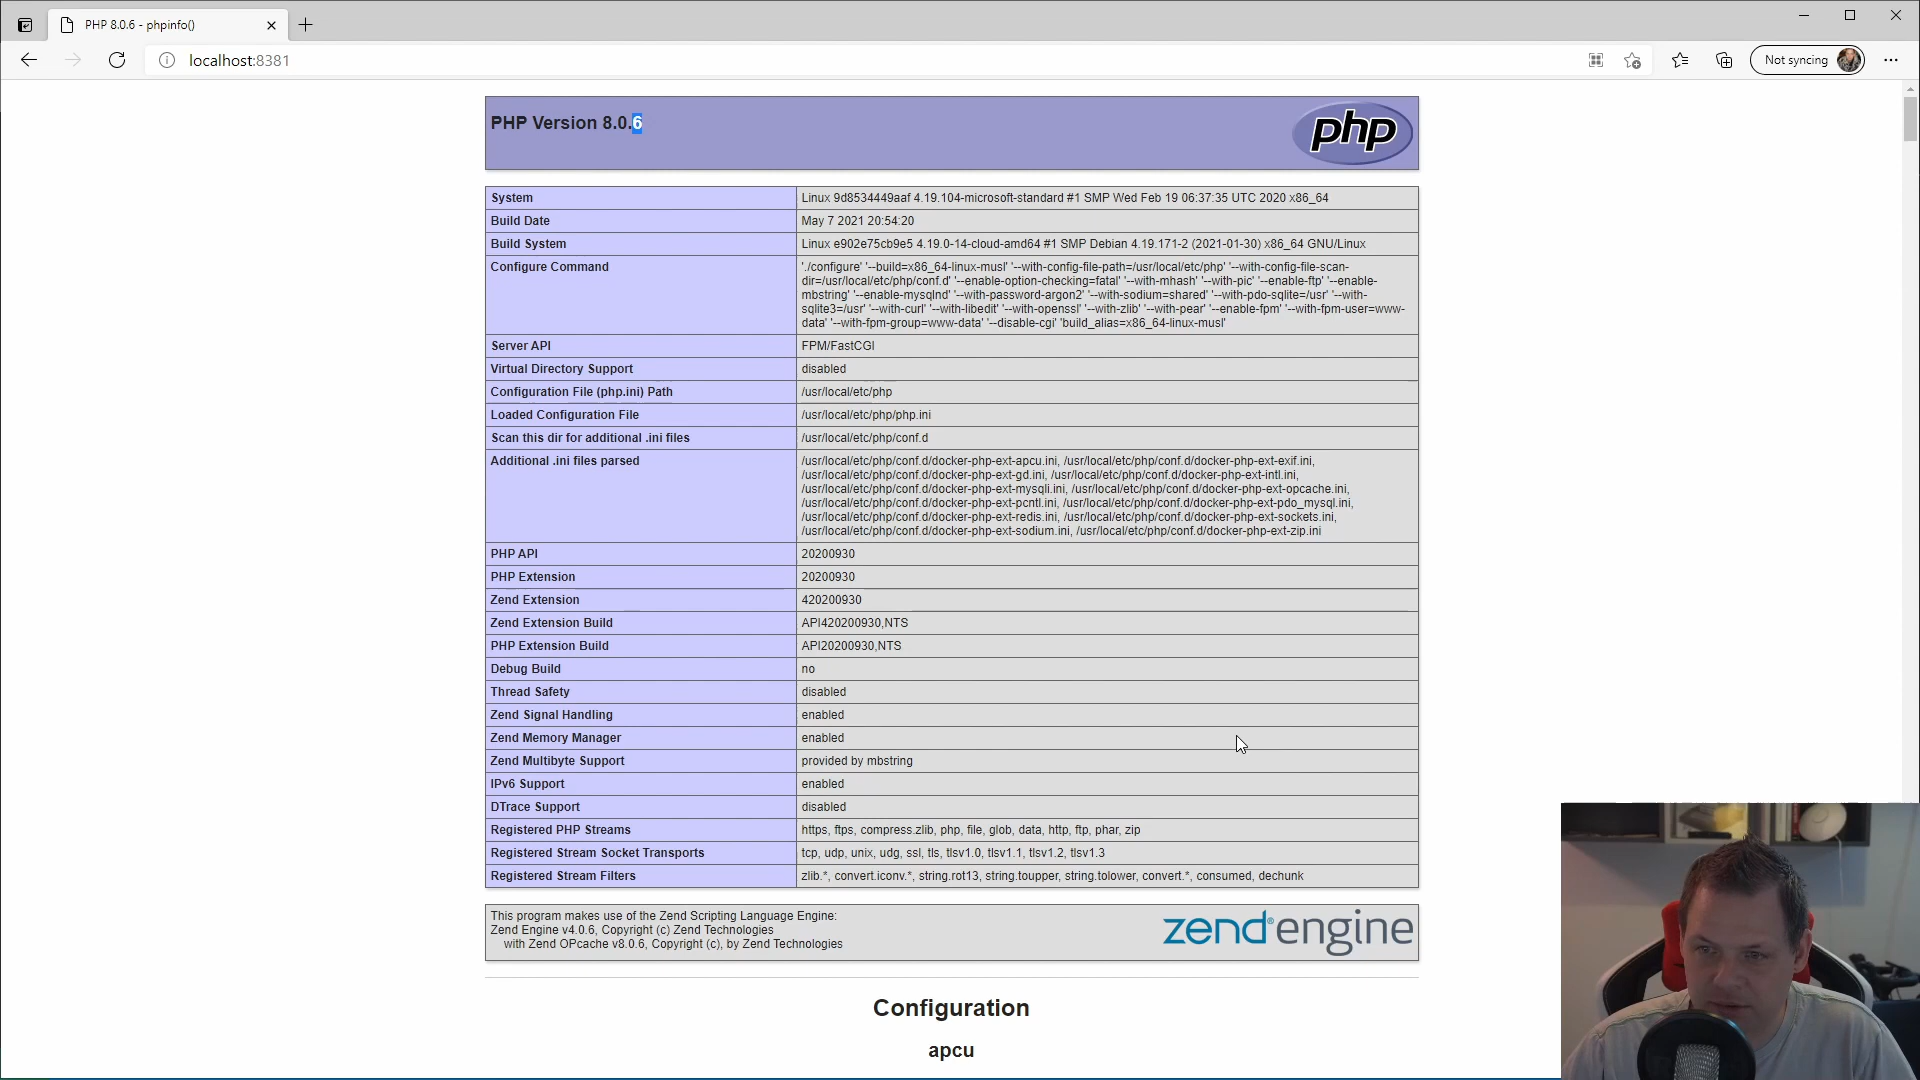 PHP 8.0.6 - phpinfo()
localhost:8381
Not syncing
PHP Version 8.0.6
php
System Linux 9d8534449aaf 4.19.104-microsoft-standard #1 SMP Wed Feb 19 06:37:35 UTC 2020 x86_64
Build Date May 7 2021 20:54:20
Build System Linux e902e75cb9e5 4.19.0-14-cloud-amd64 #1 SMP Debian 4.19.171-2 (2021-01-30) x86_64 GNU/Linux
Configure Command './configure' '--build=x86_64-linux-musl' '--with-config-file-path=/usr/local/etc/php' '--with-config-file-scan-
dir=/usr/local/etc/php/conf.d' '--enable-option-checking=fatal' '--with-mhash' '--with-pic' '--enable-ftp' '--enable-
mbstring' '--enable-mysqlnd' '--with-password-argon2' '--with-sodium=shared' '--with-pdo-sqlite=/usr' '--with-
sqlite3=/usr' '--with-curl' '--with-libedit' '--with-openssl' '--with-zlib' '--with-pear' '--enable-fpm' '--with-fpm-user=www-
data' '--with-fpm-group=www-data' '--disable-cgi' 'build_alias=x86_64-linux-musl'
Server API FPM/FastCGI
Virtual Directory Support disabled
Configuration File (php.ini) Path /usr/local/etc/php
Loaded Configuration File /usr/local/etc/php/php.ini
Scan this dir for additional .ini files /usr/local/etc/php/conf.d
Additional .ini files parsed /usr/local/etc/php/conf.d/docker-php-ext-apcu.ini, /usr/local/etc/php/conf.d/docker-php-ext-exif.ini,
/usr/local/etc/php/conf.d/docker-php-ext-gd.ini, /usr/local/etc/php/conf.d/docker-php-ext-intl.ini,
/usr/local/etc/php/conf.d/docker-php-ext-mysqli.ini, /usr/local/etc/php/conf.d/docker-php-ext-opcache.ini,
/usr/local/etc/php/conf.d/docker-php-ext-pcntl.ini, /usr/local/etc/php/conf.d/docker-php-ext-pdo_mysql.ini,
/usr/local/etc/php/conf.d/docker-php-ext-redis.ini, /usr/local/etc/php/conf.d/docker-php-ext-sockets.ini,
/usr/local/etc/php/conf.d/docker-php-ext-sodium.ini, /usr/local/etc/php/conf.d/docker-php-ext-zip.ini
PHP API 20200930
PHP Extension 20200930
Zend Extension 420200930
Zend Extension Build API420200930,NTS
PHP Extension Build API20200930,NTS
Debug Build no
Thread Safety disabled
Zend Signal Handling enabled
Zend Memory Manager enabled
Zend Multibyte Support provided by mbstring
IPv6 Support enabled
DTrace Support disabled
Registered PHP Streams https, ftps, compress.zlib, php, file, glob, data, http, ftp, phar, zip
Registered Stream Socket Transports tcp, udp, unix, udg, ssl, tls, tlsv1.0, tlsv1.1, tlsv1.2, tlsv1.3
Registered Stream Filters zlib.*, convert.iconv.*, string.rot13, string.toupper, string.tolower, convert.*, consumed, dechunk
This program makes use of the Zend Scripting Language Engine:
Zend Engine v4.0.6, Copyright (c) Zend Technologies
with Zend OPcache v8.0.6, Copyright (c), by Zend Technologies
zend®engine
Configuration
apcu